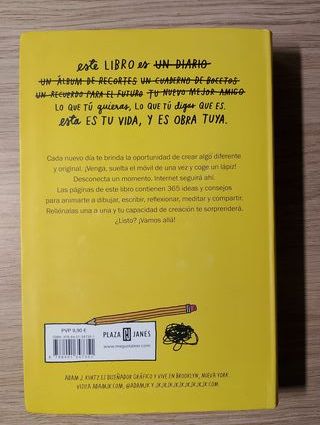 este LIBRO es UN DIARIO
UN ÁLBUM DE RECORTES UN CUADERNO DE BOCETOS
UN RECUERDO PARA EL FUTURO TU NUEVO MEJOR AMIGO
LO QUE TÚ quieras, LO QUE TÚ digas QUE ES.
esta ES TU VIDA, Y ES OBRA TUYA.
Cada nuevo día te brinda la oportunidad de crear algo diferente
y original. ¡Venga, suelta el móvil de una vez y coge un lápiz!
Desconecta un momento. Internet seguirá ahí.
Las páginas de este libro contienen 365 ideas y consejos
para animarte a dibujar, escribir, reflexionar, meditar y compartir.
Rellénalas una a una y tu capacidad de creación te sorprenderá.
¿Listo? ¡Vamos allá!
PVP 9,90 €
PLAZA JANÉS
www.megustaleer.com
ADAM J. KURTZ ES DISEÑADOR GRÁFICO Y VIVE EN BROOKLYN, NUEVA YORK